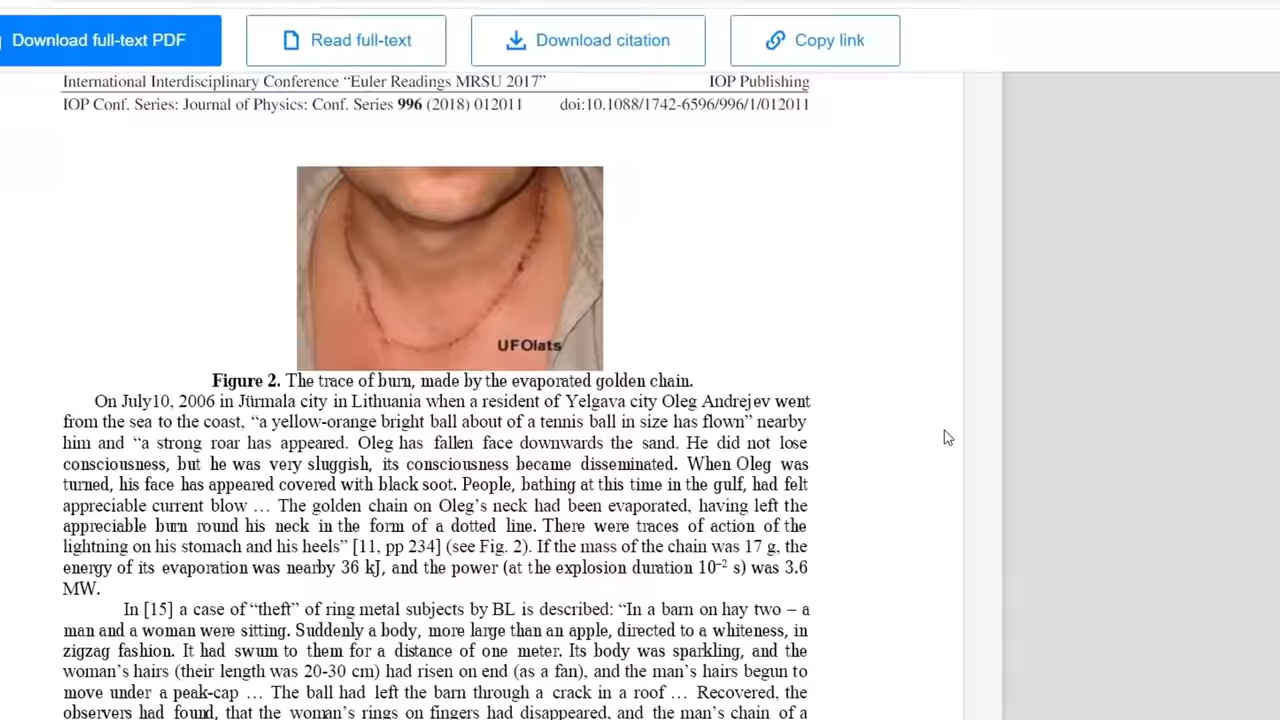 Download full-text PDF
Read full-text
Download citation
Copy link
International Interdisciplinary Conference “Euler Readings MRSU 2017”
IOP Publishing
IOP Conf. Series: Journal of Physics: Conf. Series 996 (2018) 012011
doi:10.1088/1742-6596/996/1/012011
UFOlats
Figure 2. The trace of burn, made by the evaporated golden chain.
On July10, 2006 in Jūrmala city in Lithuania when a resident of Yelgava city Oleg Andrejev went
from the sea to the coast, “a yellow-orange bright ball about of a tennis ball in size has flown” nearby
him and “a strong roar has appeared. Oleg has fallen face downwards the sand. He did not lose
consciousness, but he was very sluggish, its consciousness became disseminated. When Oleg was
turned, his face has appeared covered with black soot. People, bathing at this time in the gulf, had felt
appreciable current blow … The golden chain on Oleg’s neck had been evaporated, having left the
appreciable burn round his neck in the form of a dotted line. There were traces of action of the
lightning on his stomach and his heels” [11, pp 234] (see Fig. 2). If the mass of the chain was 17 g, the
energy of its evaporation was nearby 36 kJ, and the power (at the explosion duration 10⁻² s) was 3.6
MW.
In [15] a case of “theft” of ring metal subjects by BL is described: “In a barn on hay two – a
man and a woman were sitting. Suddenly a body, more large than an apple, directed to a whiteness, in
zigzag fashion. It had swum to them for a distance of one meter. Its body was sparkling, and the
woman’s hairs (their length was 20-30 cm) had risen on end (as a fan), and the man’s hairs begun to
move under a peak-cap … The ball had left the barn through a crack in a roof … Recovered, the
observers had found, that the woman’s rings on fingers had disappeared, and the man’s chain of a